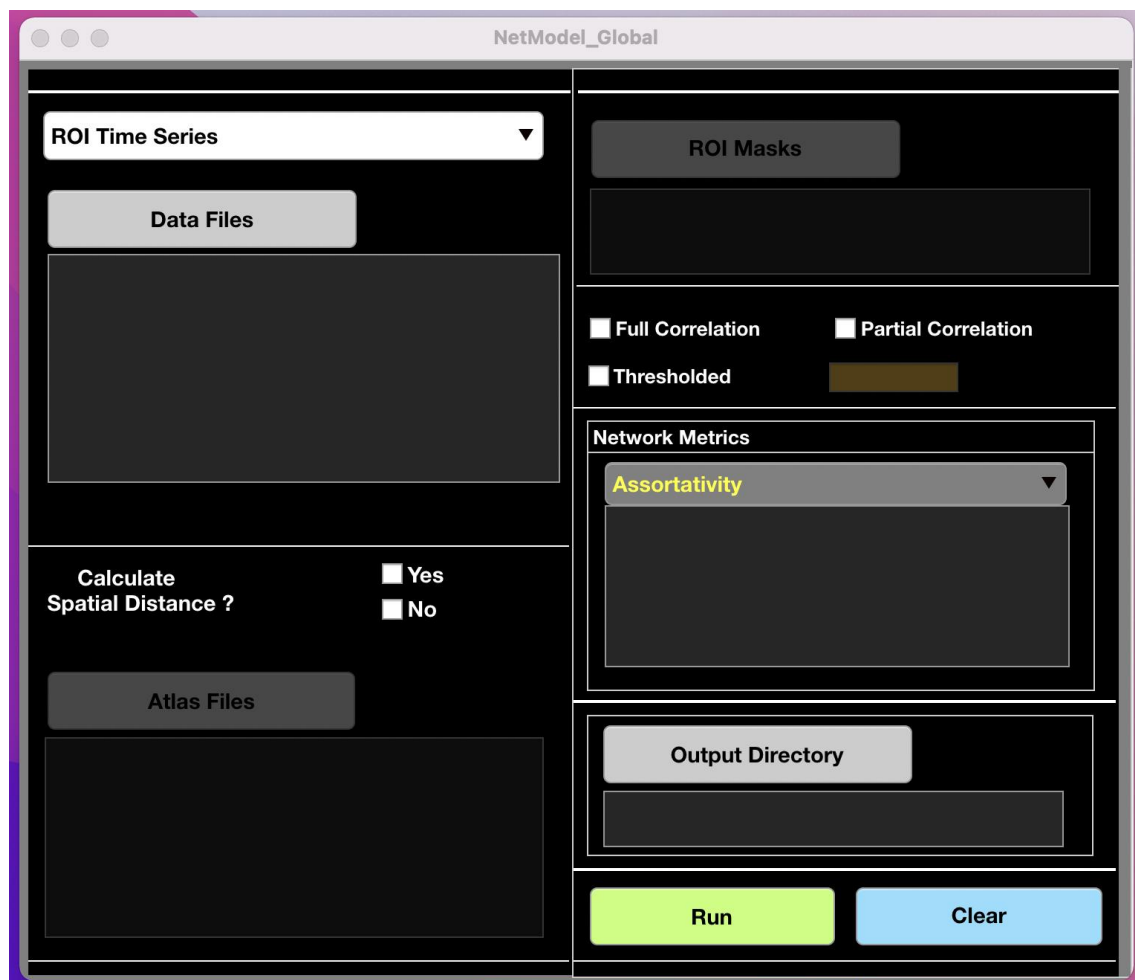 NetModel_Global
ROI Time Series
Data Files
Calculate
Spatial Distance ?
Yes
No
Atlas Files
ROI Masks
Full Correlation
Partial Correlation
Thresholded
Network Metrics
Assortativity
Output Directory
Run
Clear